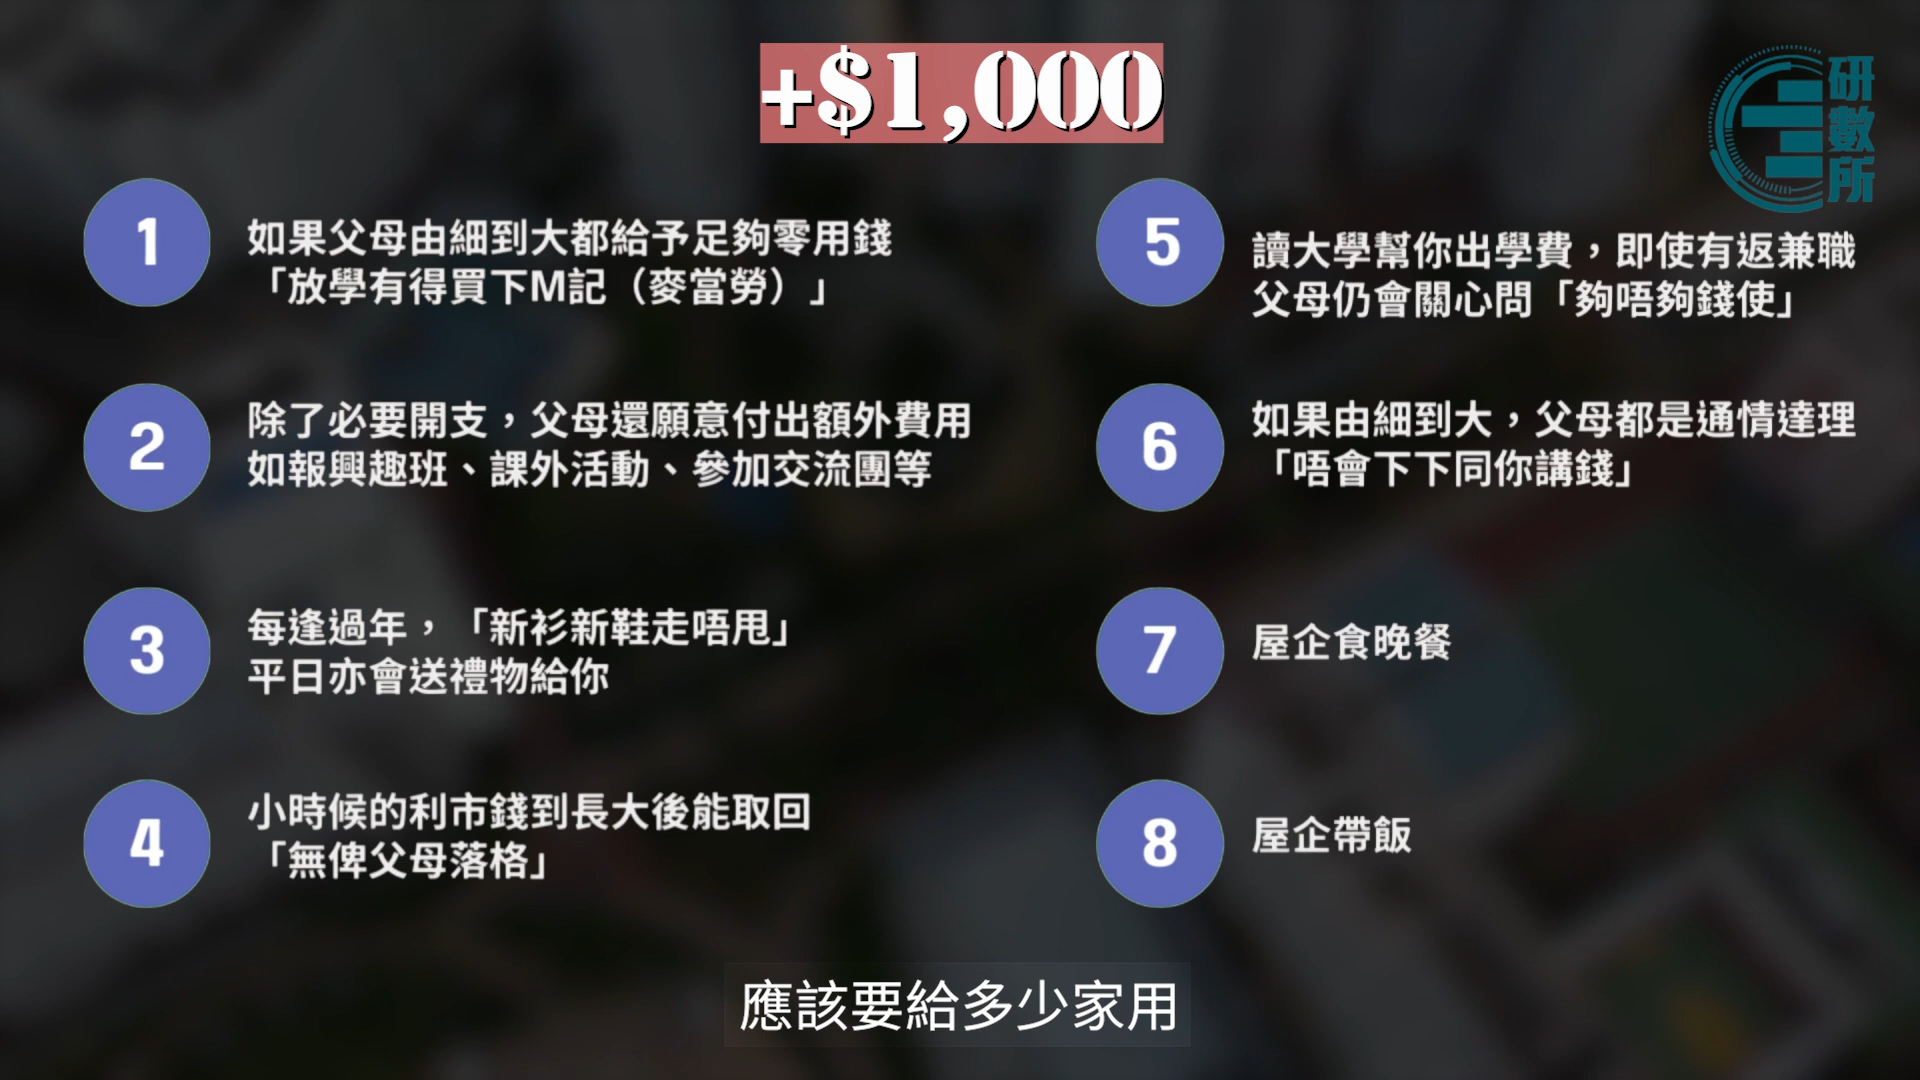 +$1,000
研數所
1
如果父母由細到大都給予足夠零用錢
「放學有得買下M記（麥當勞）」
2
除了必要開支，父母還願意付出額外費用
如報興趣班、課外活動、參加交流團等
3
每逢過年，「新衫新鞋走唔甩」
平日亦會送禮物給你
4
小時候的利市錢到長大後能取回
「無俾父母落格」
5
讀大學幫你出學費，即使有返兼職
父母仍會關心問「夠唔夠錢使」
6
如果由細到大，父母都是通情達理
「唔會下下同你講錢」
7
屋企食晚餐
8
屋企帶飯
應該要給多少家用